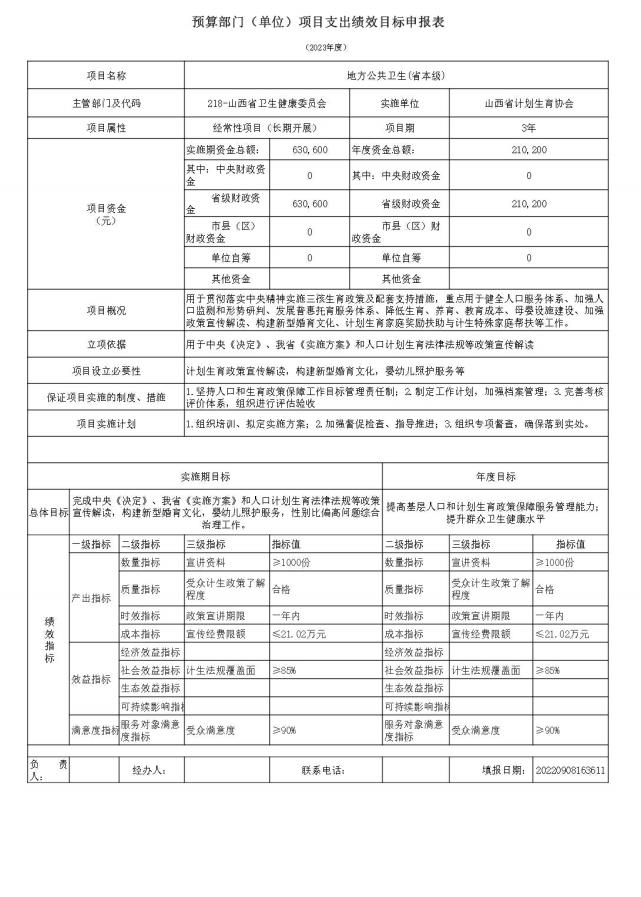 预算部门（单位）项目支出绩效目标申报表
（2023年度）
项目名称 地方公共卫生(省本级)
主管部门及代码 218-山西省卫生健康委员会 实施单位 山西省计划生育协会
项目属性 经常性项目（长期开展） 项目期 3年
项目资金
（元）
实施期资金总额： 630,600 年度资金总额： 210,200
其中：中央财政资金 0 其中：中央财政资金 0
省级财政资金 630,600 省级财政资金 210,200
市县（区）财政资金 0 市县（区）财政资金 0
单位自筹 0 单位自筹 0
其他资金 其他资金
项目概况
用于贯彻落实中央精神实施三孩生育政策及配套支持措施，重点用于健全人口服务体系、加强人
口监测和形势研判、发展普惠托育服务体系、降低生育、养育、教育成本、母婴设施建设、加强
政策宣传解读、构建新型婚育文化、计划生育家庭奖励扶助与计生特殊家庭帮扶等工作。
立项依据 用于中央《决定》、我省《实施方案》和人口计划生育法律法规等政策宣传解读
项目设立必要性 计划生育政策宣传解读，构建新型婚育文化，婴幼儿照护服务等
保证项目实施的制度、措施
1.坚持人口和生育政策保障工作目标管理责任制；2.制定工作计划，加强档案管理；3.完善考核
评价体系，组织进行评估验收
项目实施计划 1.组织培训、拟定实施方案；2.加强督促检查、指导推进；3.组织专项督查，确保落到实处。
实施期目标 年度目标
总体目标
完成中央《决定》、我省《实施方案》和人口计划生育法律法规等政策
宣传解读，构建新型婚育文化，婴幼儿照护服务，性别比偏高问题综合
治理工作。
提高基层人口和计划生育政策保障服务管理能力；
提升群众卫生健康水平
绩效指标
一级指标 二级指标 三级指标 指标值 二级指标 三级指标 指标值
产出指标
数量指标 宣讲资料 ≥1000份 数量指标 宣讲资料 ≥1000份
质量指标 受众计生政策了解程度 合格 质量指标 受众计生政策了解程度 合格
时效指标 政策宣讲期限 一年内 时效指标 政策宣讲期限 一年内
成本指标 宣传经费限额 ≤21.02万元 成本指标 宣传经费限额 ≤21.02万元
效益指标
经济效益指标 经济效益指标
社会效益指标 计生法规覆盖面 ≥85% 社会效益指标 计生法规覆盖面 ≥85%
生态效益指标 生态效益指标
可持续影响指标 可持续影响指标
满意度指标 服务对象满意度指标 受众满意度 ≥90% 服务对象满意度指标 受众满意度 ≥90%
负责人： 经办人： 联系电话： 填报日期： 20220908163611